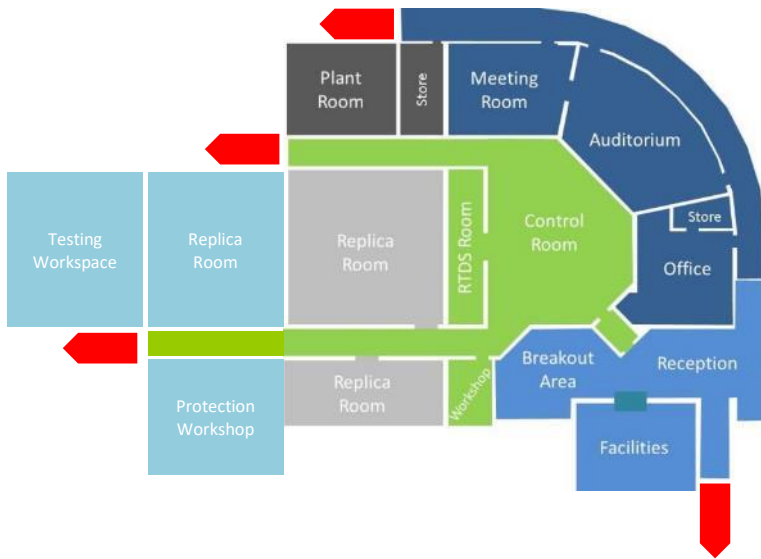 Plant
Room
Store
Meeting
Room
Auditorium
Testing
Workspace
Replica
Room
Replica
Room
RTDS Room
Control
Room
Store
Office
Breakout
Area
Reception
Protection
Workshop
Replica
Room
Workshop
Facilities